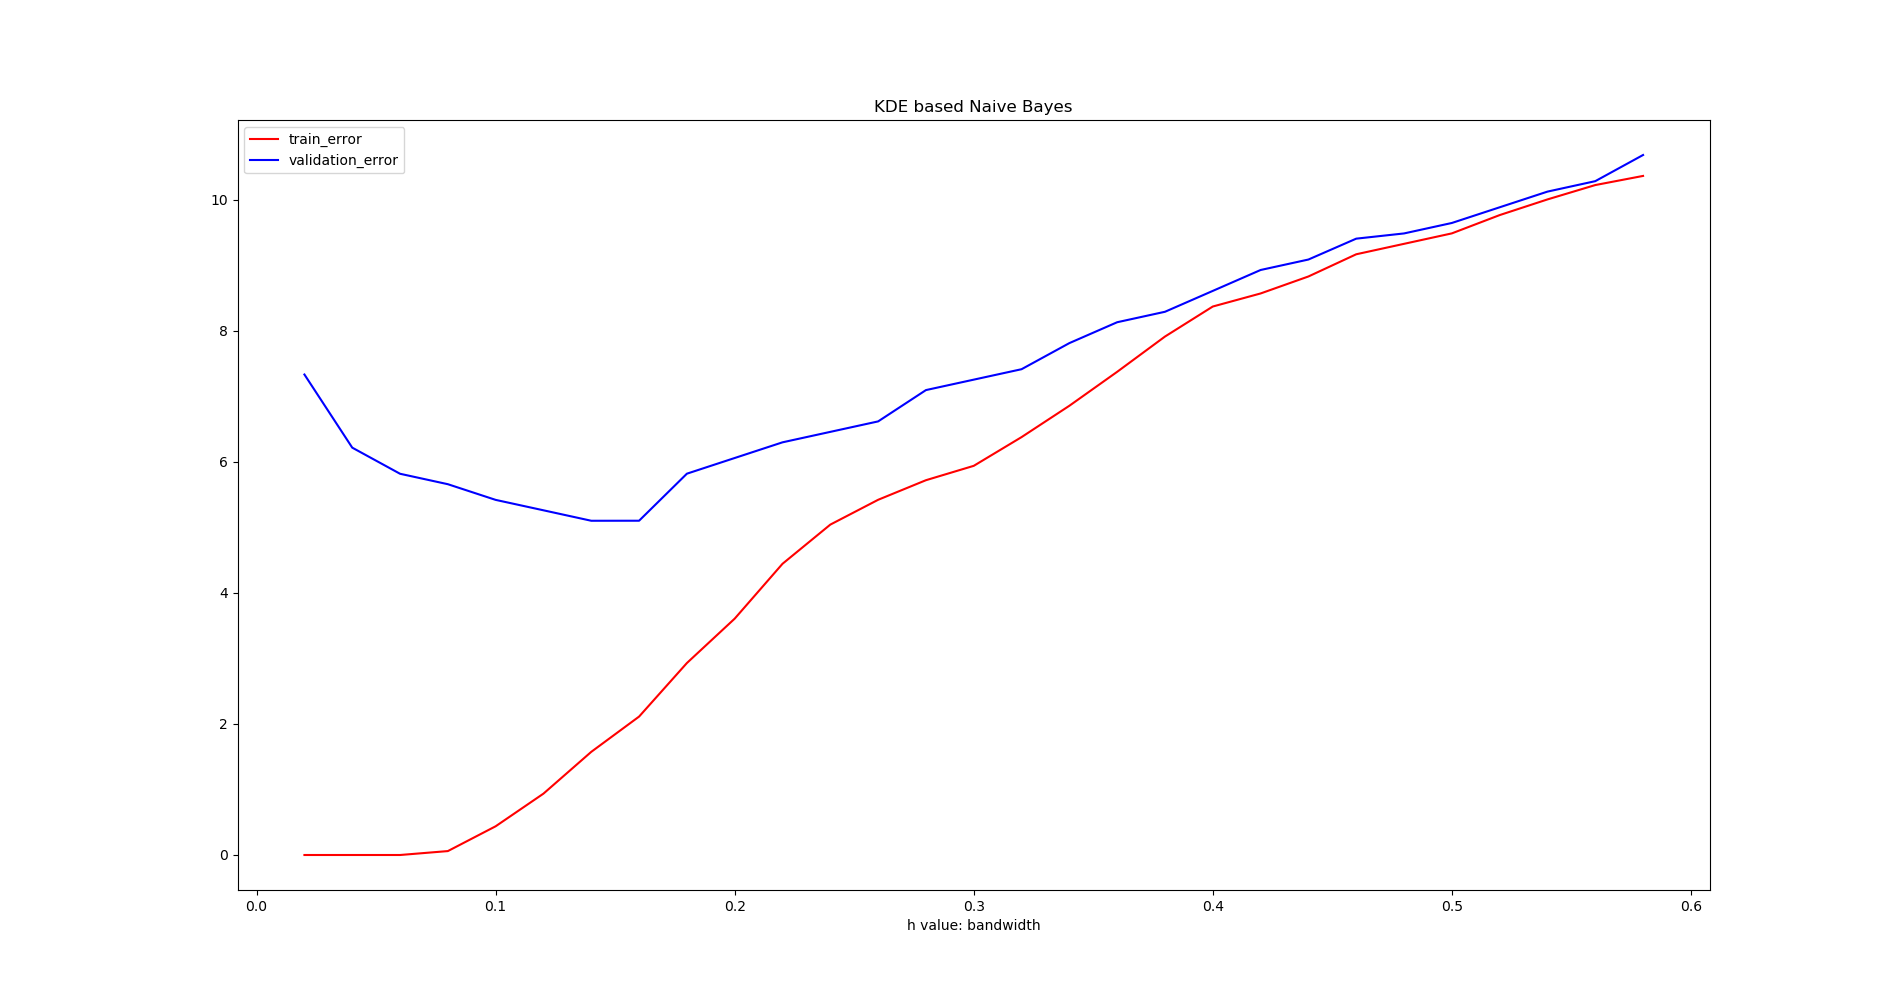 KDE based Naive Bayes
train_error
validation_error
10
8
6
4
2
0
0.0 0.1 0.2 0.3 0.4 0.5 0.6
h value: bandwidth